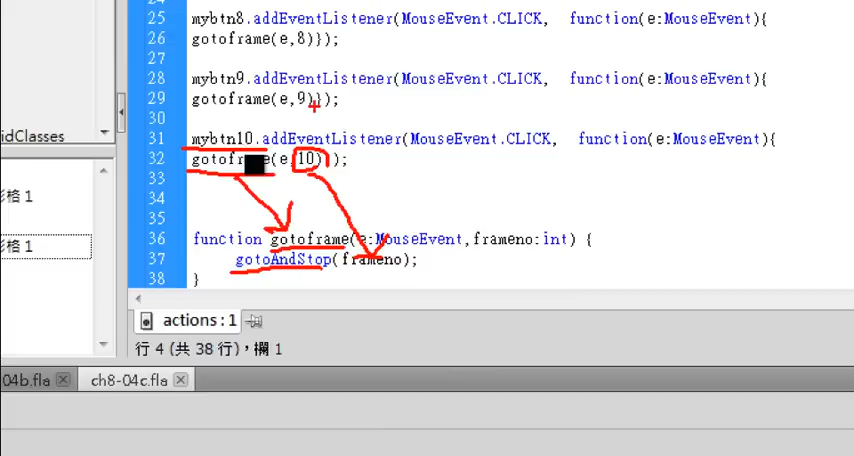 24
25 mybtn8.addEventListener(MouseEvent.CLICK, function(e:MouseEvent){
26 gotoframe(e,8)});
27
28 mybtn9.addEventListener(MouseEvent.CLICK, function(e:MouseEvent){
29 gotoframe(e,9)});
30
idClasses
31 mybtn10.addEventListener(MouseEvent.CLICK, function(e:MouseEvent){
32 (e,10)});
33
影格 1
34
35
36 function gotoframe(e:MouseEvent,frameno:int) {
影格 1
37 gotoAndStop(frameno);
38 }
actions:1
行 4 (共 38 行),欄 1
04b.fla ch8-04c.fla